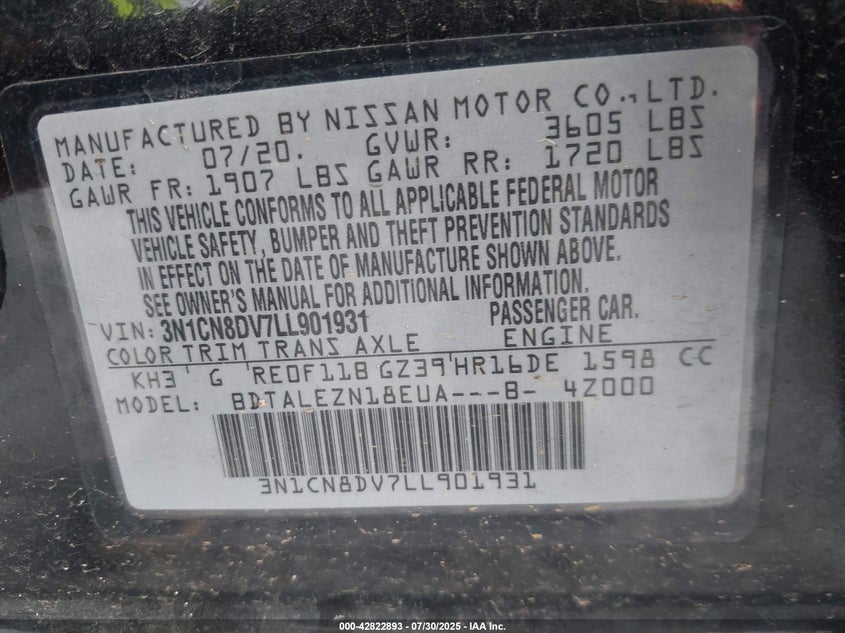 MANUFACTURED BY NISSAN MOTOR CO., LTD.
DATE: 07/20. GVWR: 3605 LBS
GAWR FR: 1907 LBS GAWR RR: 1720 LBS
THIS VEHICLE CONFORMS TO ALL APPLICABLE FEDERAL MOTOR
VEHICLE SAFETY, BUMPER AND THEFT PREVENTION STANDARDS
IN EFFECT ON THE DATE OF MANUFACTURE SHOWN ABOVE.
SEE OWNER'S MANUAL FOR ADDITIONAL INFORMATION.
VIN: 3N1CN8DV7LL901931 PASSENGER CAR.
COLOR TRIM TRANS AXLE ENGINE
KH3 G RE0F11B GZ39 HR16DE 1598 CC
MODEL: BDTALEZN18EUA---B- 4Z000
3N1CN8DV7LL901931
000-42822893 - 07/30/2025 - IAA Inc.